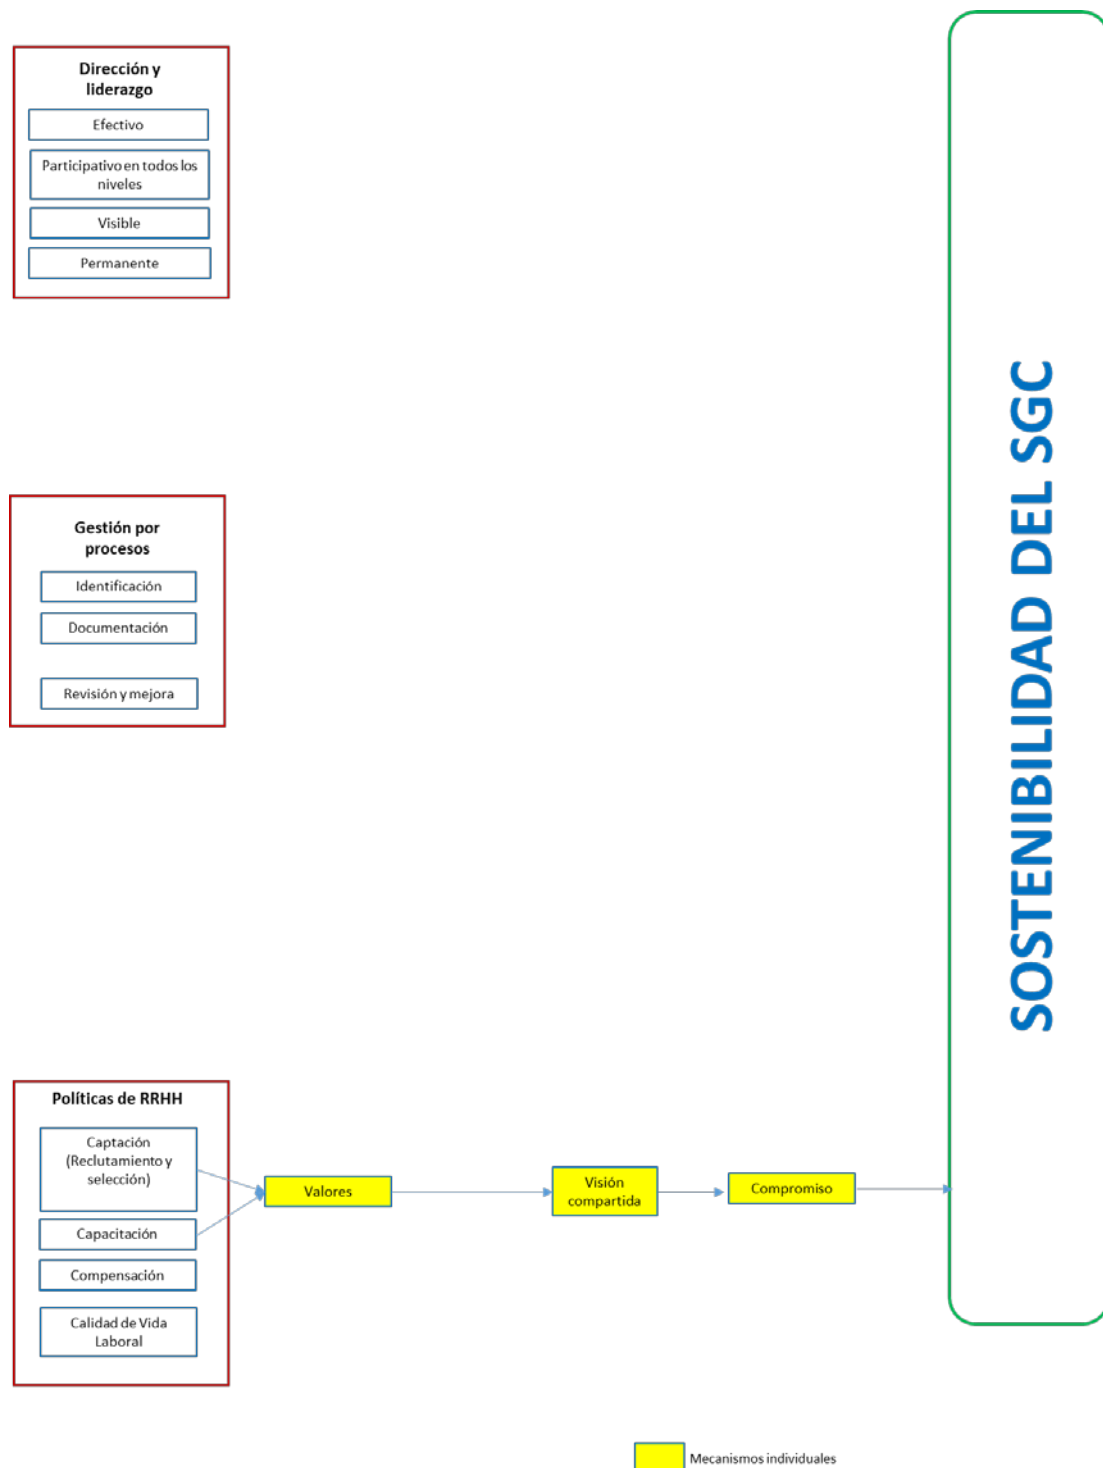 Dirección y
liderazgo
Efectivo
Participativo en todos los
niveles
Visible
Permanente
Gestión por
procesos
Identificación
Documentación
Revisión y mejora
Políticas de RRHH
Captación
(Reclutamiento y
selección)
Capacitación
Compensación
Calidad de Vida
Laboral
Valores
Visión
compartida
Compromiso
SOSTENIBILIDAD DEL SGC
Mecanismos individuales